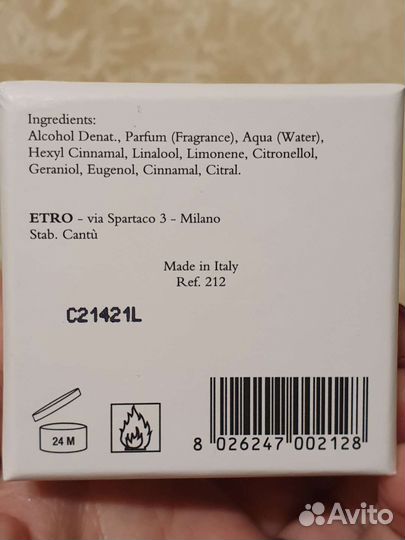 Ingredients:
Alcohol Denat., Parfum (Fragrance), Aqua (Water),
Hexyl Cinnamal, Linalool, Limonene, Citronellol,
Geraniol, Eugenol, Cinnamal, Citral.
ETRO - via Spartaco 3 - Milano
Stab. Cantù
Made in Italy
Ref. 212
C21421L
24 M
8 026247 002128
Avito